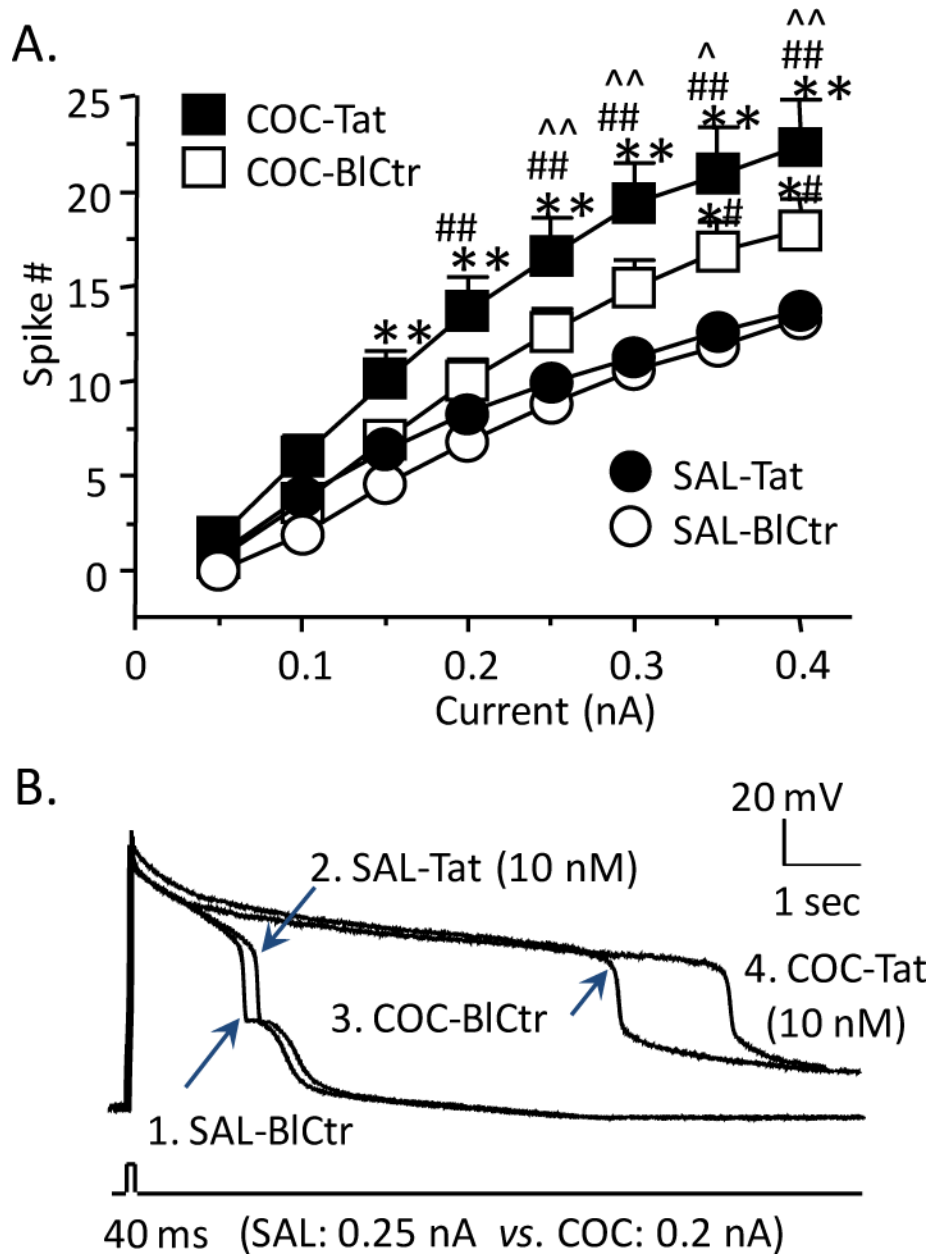 A.
^^
^
##
^^
##
**
^^
##
**
##
**
##
**
**
**
*#
*#
25
20
15
10
5
0
Spike #
COC-Tat
COC-BlCtr
SAL-Tat
SAL-BlCtr
0 0.1 0.2 0.3 0.4
Current (nA)
B.
20 mV
1 sec
2. SAL-Tat (10 nM)
3. COC-BlCtr
4. COC-Tat
(10 nM)
1. SAL-BlCtr
40 ms (SAL: 0.25 nA vs. COC: 0.2 nA)